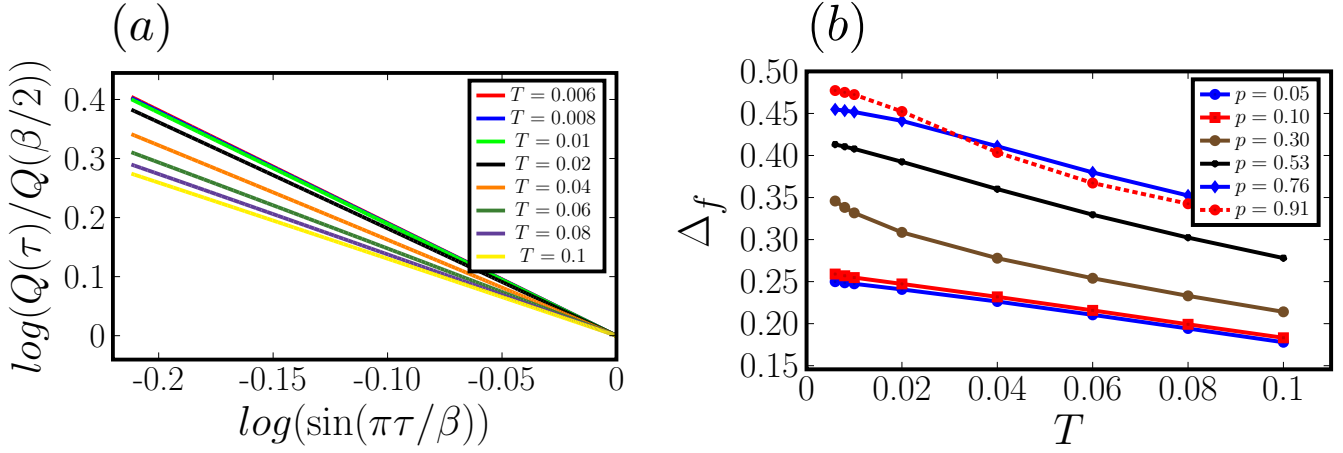 (a)
log(Q(τ)/Q(β/2))
0.4
0.3
0.2
0.1
0
-0.2
-0.15
-0.10
-0.05
0
log(sin(πτ/β))
T = 0.006
T = 0.008
T = 0.01
T = 0.02
T = 0.04
T = 0.06
T = 0.08
T = 0.1
(b)
Δf
0.50
0.45
0.40
0.35
0.30
0.25
0.20
0.15
0
0.02
0.04
0.06
0.08
0.1
T
p = 0.05
p = 0.10
p = 0.30
p = 0.53
p = 0.76
p = 0.91